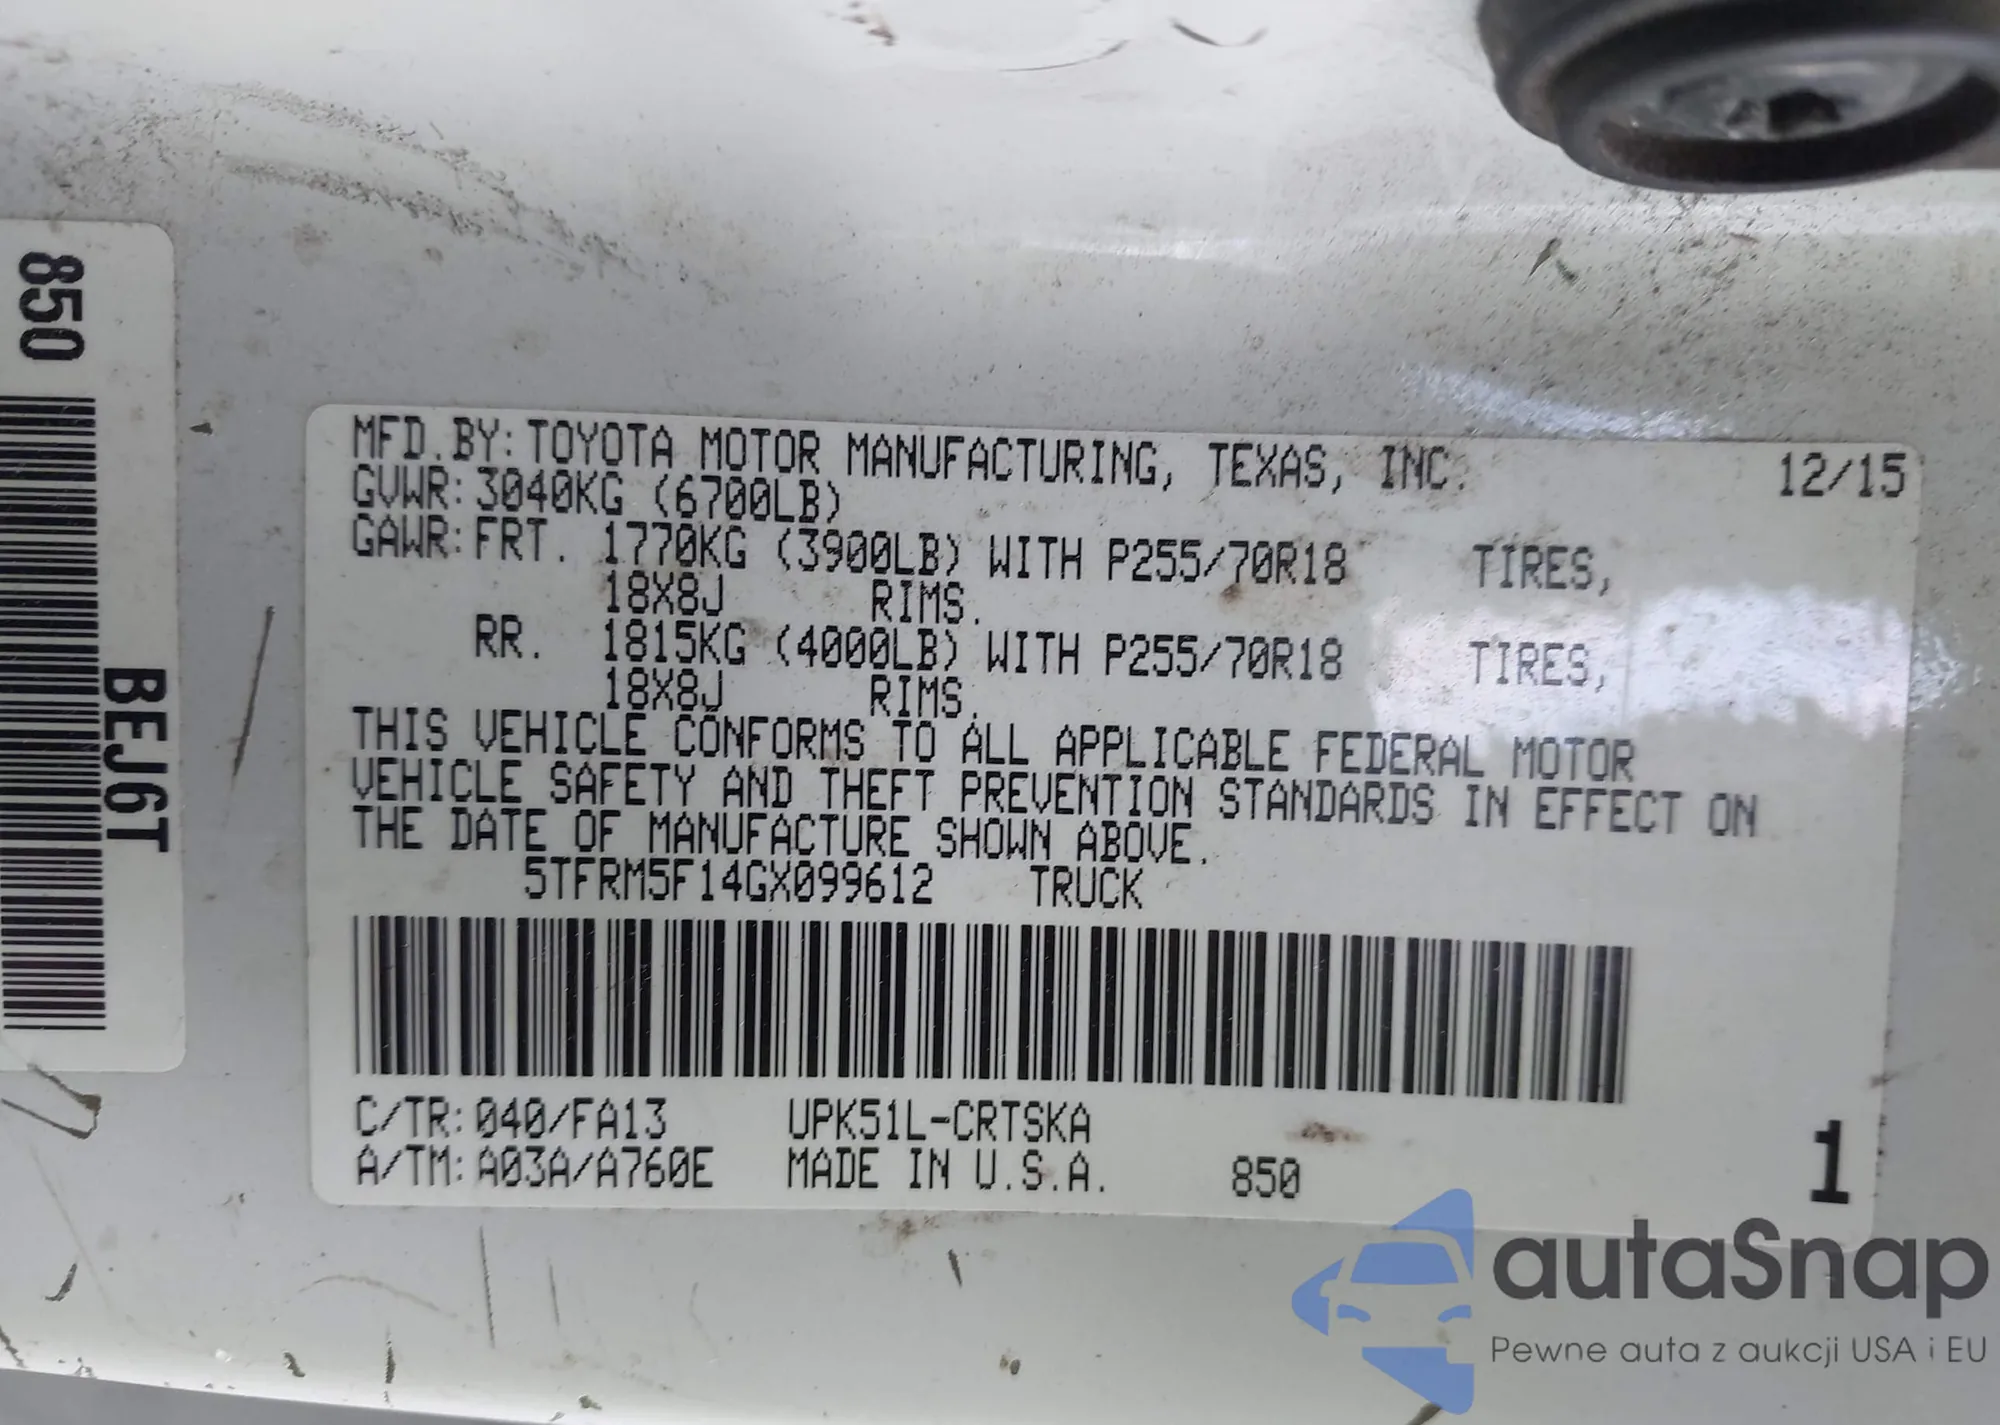 850
BEJ6T
MFD.BY: TOYOTA MOTOR MANUFACTURING, TEXAS, INC. 12/15
GVWR: 3040KG (6700LB)
GAWR: FRT. 1770KG (3900LB) WITH P255/70R18 TIRES,
18X8J RIMS.
RR. 1815KG (4000LB) WITH P255/70R18 TIRES,
18X8J RIMS.
THIS VEHICLE CONFORMS TO ALL APPLICABLE FEDERAL MOTOR
VEHICLE SAFETY AND THEFT PREVENTION STANDARDS IN EFFECT ON
THE DATE OF MANUFACTURE SHOWN ABOVE.
5TFRM5F14GX099612 TRUCK
C/TR: 040/FA13 UPK51L-CRTSKA
A/TM: A03A/A760E MADE IN U.S.A. 850
1
autaSnap
Pewne auta z aukcji USA i EU